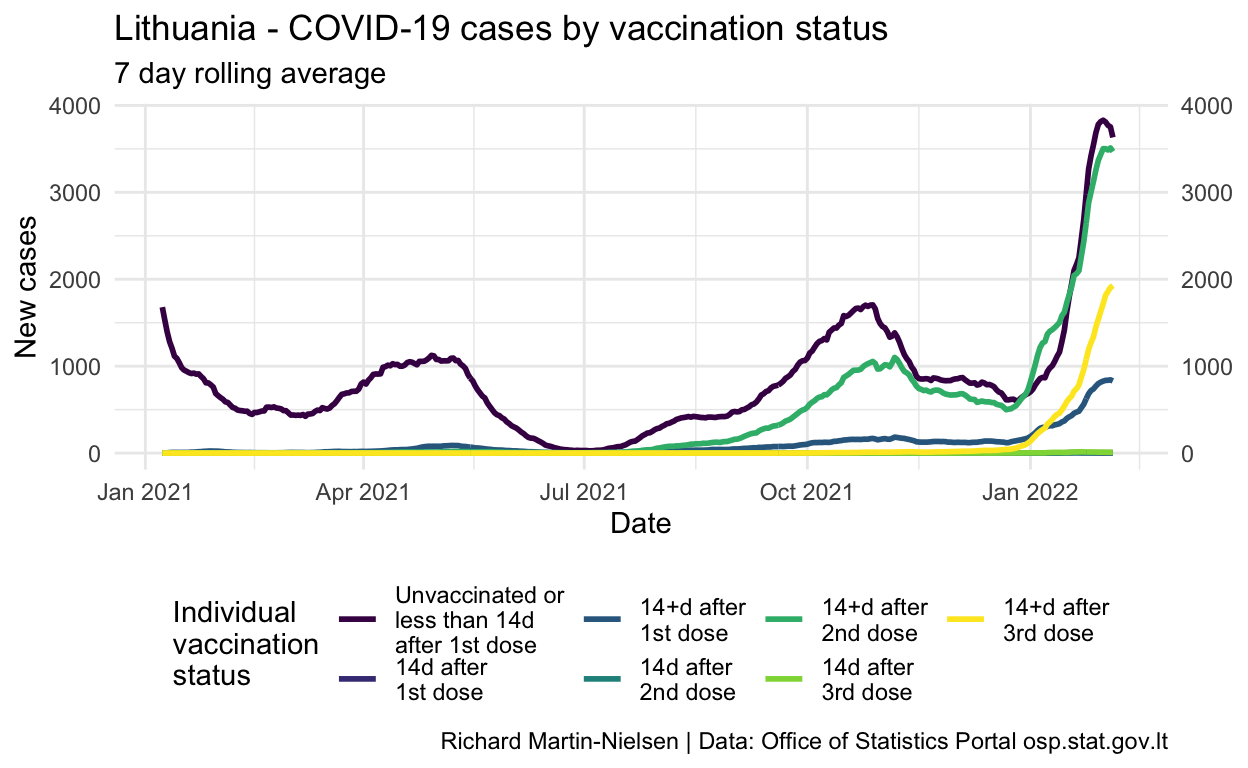 Lithuania - COVID-19 cases by vaccination status
7 day rolling average
4000
4000
3000
3000
2000
2000
1000
1000
0
0
New cases
Jan 2021
Apr 2021
Jul 2021
Oct 2021
Jan 2022
Date
Individual
vaccination
status
Unvaccinated or
less than 14d
after 1st dose
14d after
1st dose
14+d after
1st dose
14d after
2nd dose
14+d after
2nd dose
14d after
3rd dose
14+d after
3rd dose
Richard Martin-Nielsen | Data: Office of Statistics Portal osp.stat.gov.lt